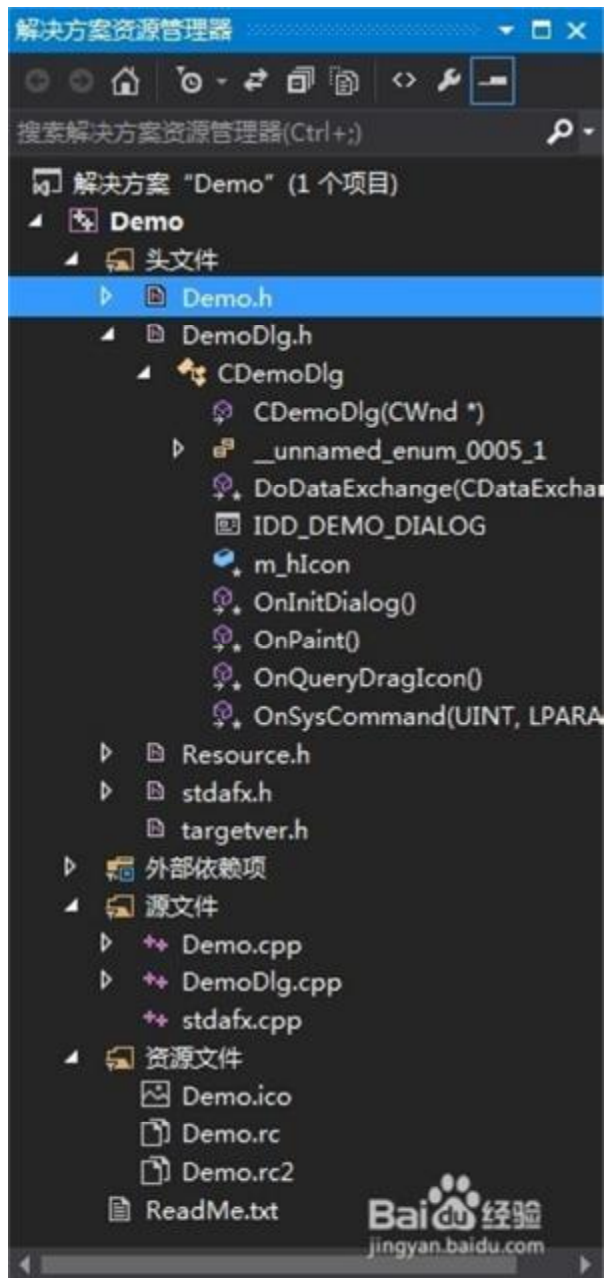 解决方案资源管理器
搜索解决方案资源管理器(Ctrl+;)
解决方案 "Demo" (1 个项目)
Demo
头文件
Demo.h
DemoDlg.h
CDemoDlg
CDemoDlg(CWnd *)
__unnamed_enum_0005_1
DoDataExchange(CDataExcha
IDD_DEMO_DIALOG
m_hIcon
OnInitDialog()
OnPaint()
OnQueryDragIcon()
OnSysCommand(UINT, LPARA
Resource.h
stdafx.h
targetver.h
外部依赖项
源文件
Demo.cpp
DemoDlg.cpp
stdafx.cpp
资源文件
Demo.ico
Demo.rc
Demo.rc2
ReadMe.txt
Bai du 经验
jingyan.baidu.com